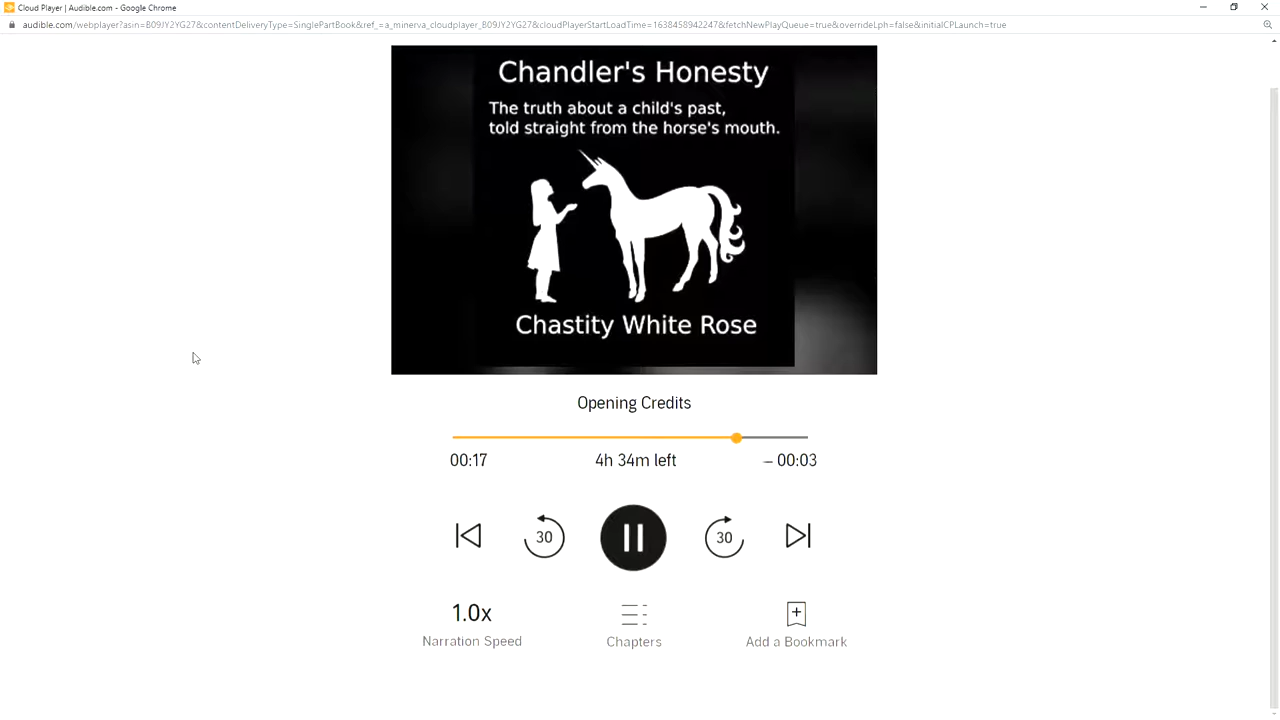 Cloud Player | Audible.com - Google Chrome
audible.com/webplayer?asin=B09JY2YG27&contentDeliveryType=SinglePartBook&ref_=a_minerva_cloudplayer_B09JY2YG27&cloudPlayerStartLoadTime=1638458942247&fetchNewPlayQueue=true&overrideLph=false&initialCPLaunch=true
Chandler's Honesty
The truth about a child's past,
told straight from the horse's mouth.
Chastity White Rose
Opening Credits
00:17 4h 34m left – 00:03
30 30
1.0x
Narration Speed Chapters Add a Bookmark